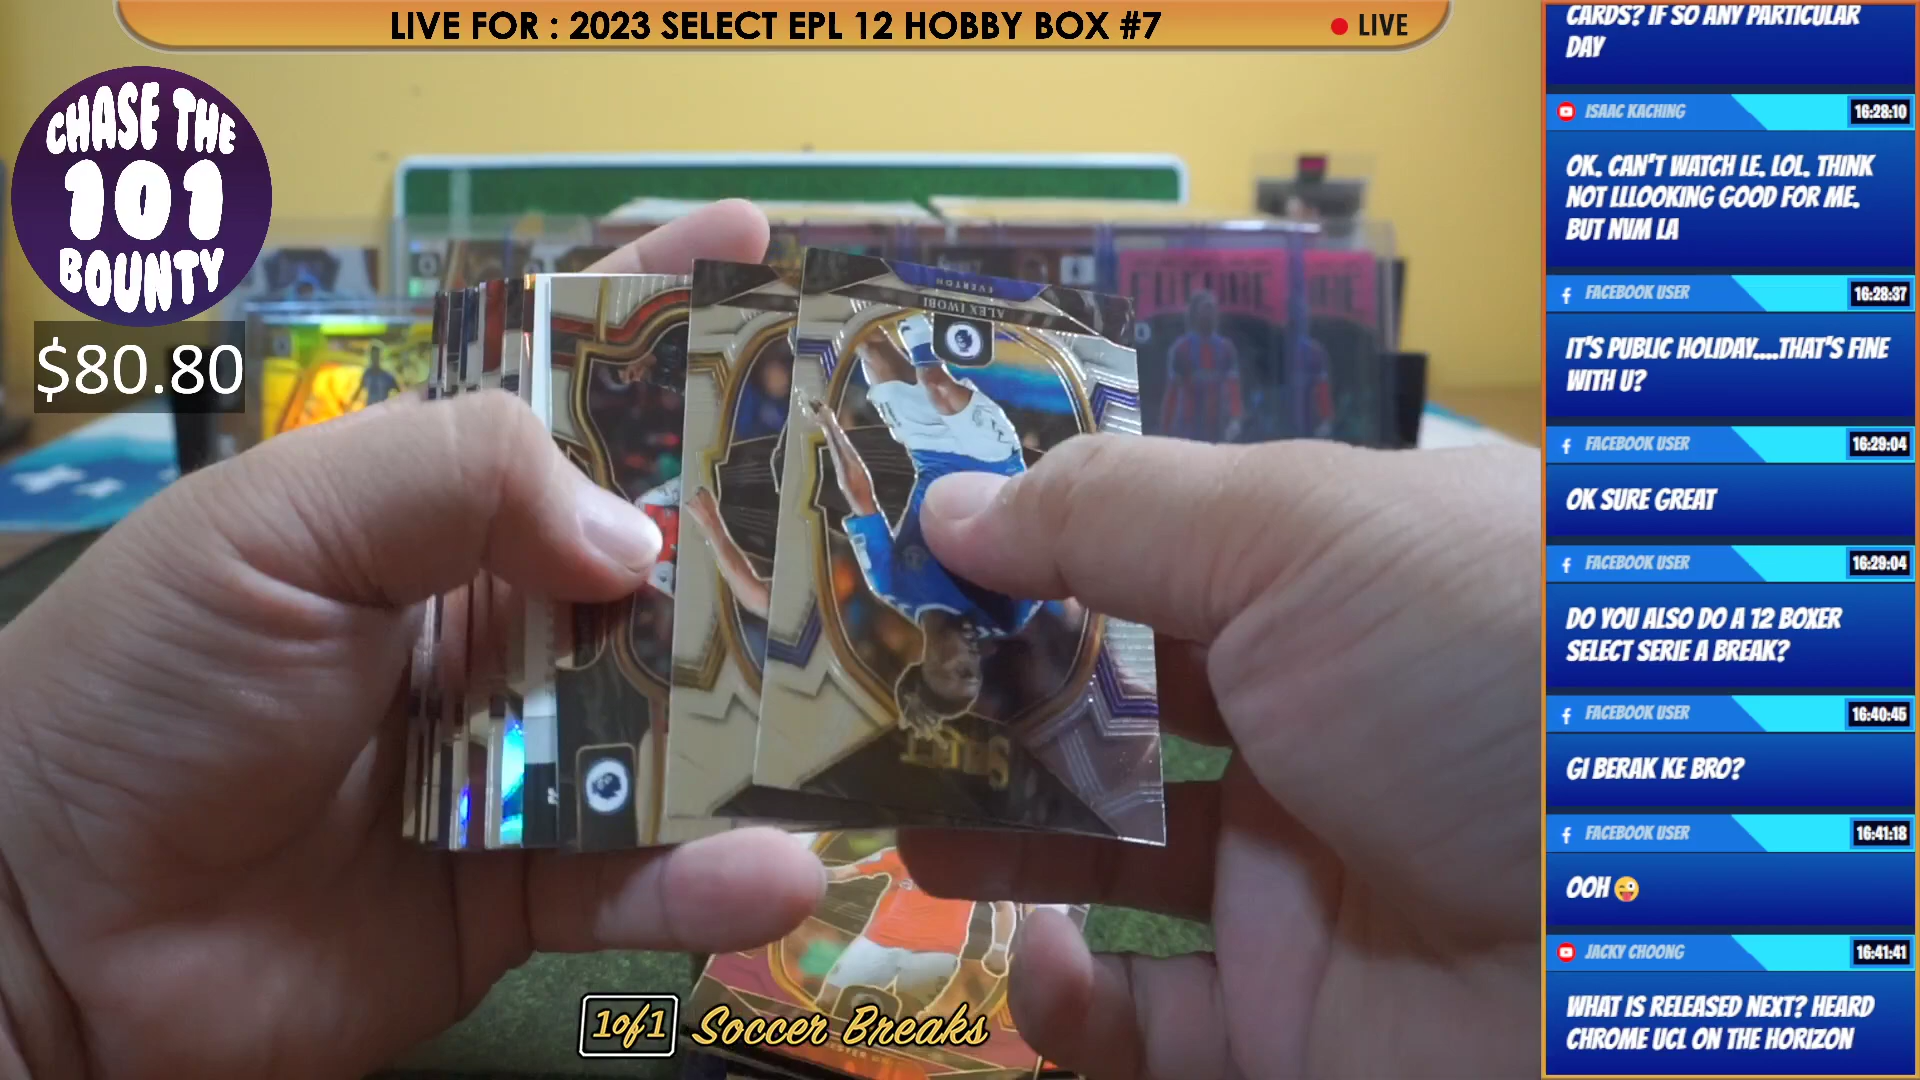 LIVE FOR : 2023 SELECT EPL 12 HOBBY BOX #7
LIVE
CHASE THE
101
BOUNTY
$80.80
EVERTON
ALEX IWOBI
SELECT
1of1 Soccer Breaks
CARDS? IF SO ANY PARTICULAR
DAY
ISAAC KACHING
16:28:10
OK. CAN'T WATCH LE. LOL. THINK
NOT LLLOOKING GOOD FOR ME.
BUT NVM LA
FACEBOOK USER
16:28:37
IT'S PUBLIC HOLIDAY....THAT'S FINE
WITH U?
FACEBOOK USER
16:29:04
OK SURE GREAT
FACEBOOK USER
16:29:04
DO YOU ALSO DO A 12 BOXER
SELECT SERIE A BREAK?
FACEBOOK USER
16:40:45
GI BERAK KE BRO?
FACEBOOK USER
16:41:18
OOH 😜
JACKY CHOONG
16:41:41
WHAT IS RELEASED NEXT? HEARD
CHROME UCL ON THE HORIZON